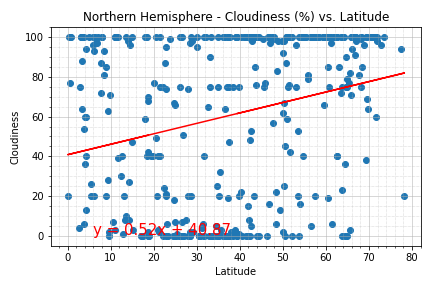 Northern Hemisphere - Cloudiness (%) vs. Latitude
Cloudiness
100
80
60
40
20
0
y = 0.52x + 40.87
0 10 20 30 40 50 60 70 80
Latitude